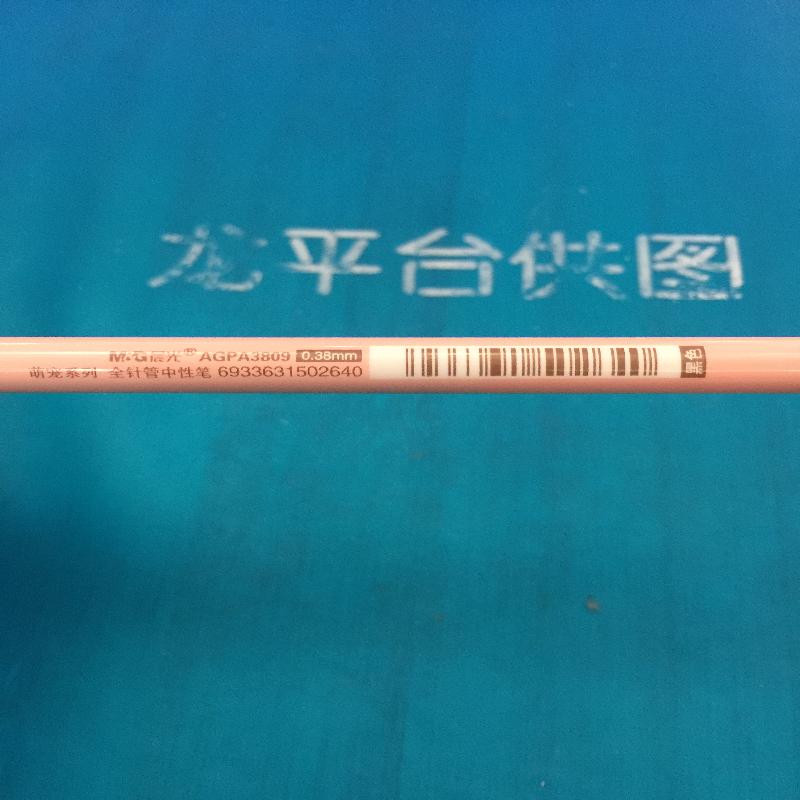 龙平台供图
M&G晨光® AGPA3809 0.38mm
萌宠系列 全针管中性笔 6933631502640
黑色